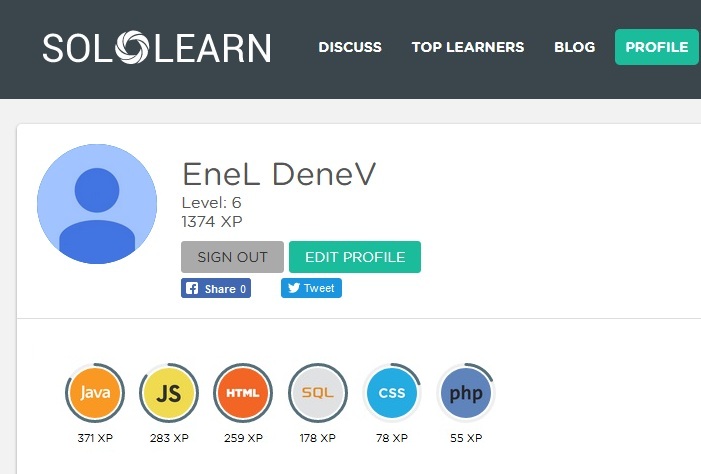 SOLOLEARN DISCUSS TOP LEARNERS BLOG PROFILE
EneL DeneV
Level: 6
1374 XP
SIGN OUT EDIT PROFILE
Share 0 Tweet
Java JS HTML SQL CSS php
371 XP 283 XP 259 XP 178 XP 78 XP 55 XP